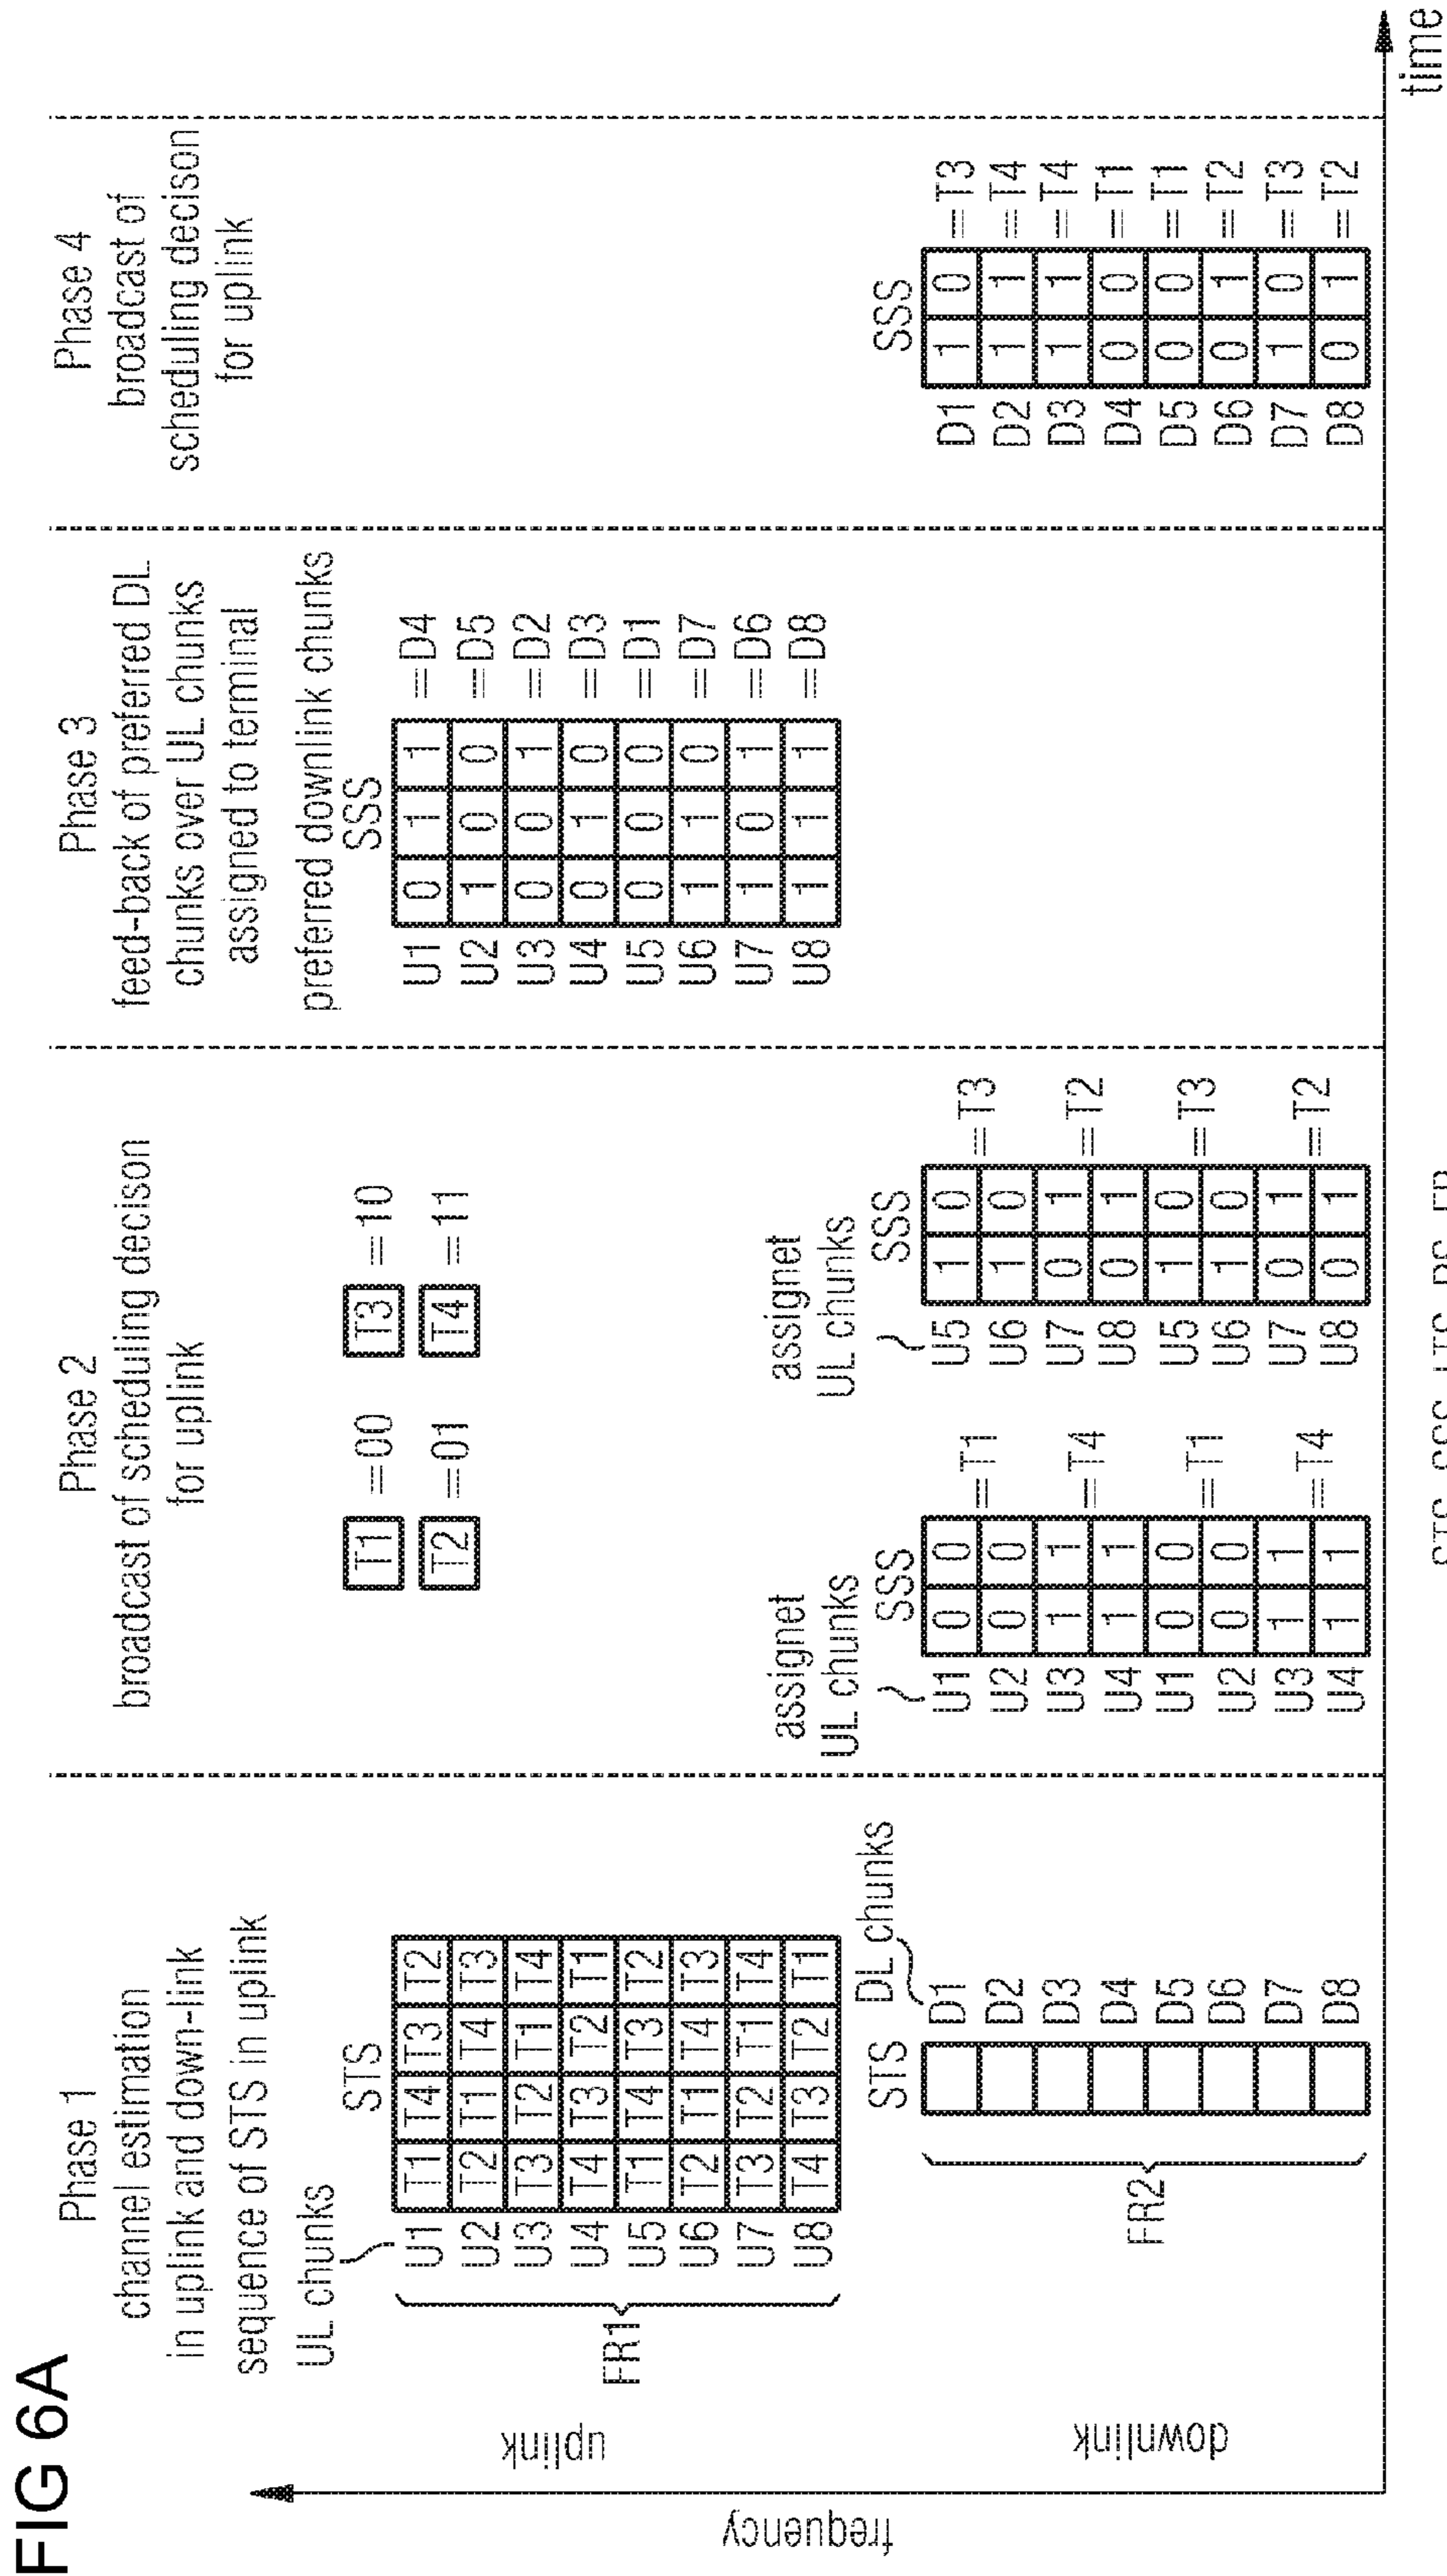 FIG 6A
frequency
uplink
downlink
time
Phase 1
channel estimation
in uplink and down-link
sequence of STS in uplink
UL chunks
STS
U1 T1 T4 T3 T2
U2 T2 T1 T4 T3
U3 T3 T2 T1 T4
U4 T4 T3 T2 T1
U5 T1 T4 T3 T2
U6 T2 T1 T4 T3
U7 T3 T2 T1 T4
U8 T4 T3 T2 T1
FR1
DL chunks
STS
D1
D2
D3
D4
D5
D6
D7
D8
FR2
Phase 2
broadcast of scheduling decison
for uplink
T1 =00 T3 =10
T2 =01 T4 =11
assignet
UL chunks
SSS
U1 0 0
=T1
U2 0 0
U3 1 1
=T4
U4 1 1
U1 0 0
=T1
U2 0 0
U3 1 1
=T4
U4 1 1
assignet
UL chunks
SSS
U5 1 0
=T3
U6 1 0
U7 0 1
=T2
U8 0 1
U5 1 0
=T3
U6 1 0
U7 0 1
=T2
U8 0 1
Phase 3
feed-back of preferred DL
chunks over UL chunks
assigned to terminal
preferred downlink chunks
SSS
U1 0 1 1 =D4
U2 1 0 0 =D5
U3 0 0 1 =D2
U4 0 1 0 =D3
U5 0 0 0 =D1
U6 1 1 0 =D7
U7 1 0 1 =D6
U8 1 1 1 =D8
Phase 4
broadcast of
scheduling decison
for uplink
SSS
D1 1 0 =T3
D2 1 1 =T4
D3 1 1 =T4
D4 0 0 =T1
D5 0 0 =T1
D6 0 1 =T2
D7 1 0 =T3
D8 0 1 =T2